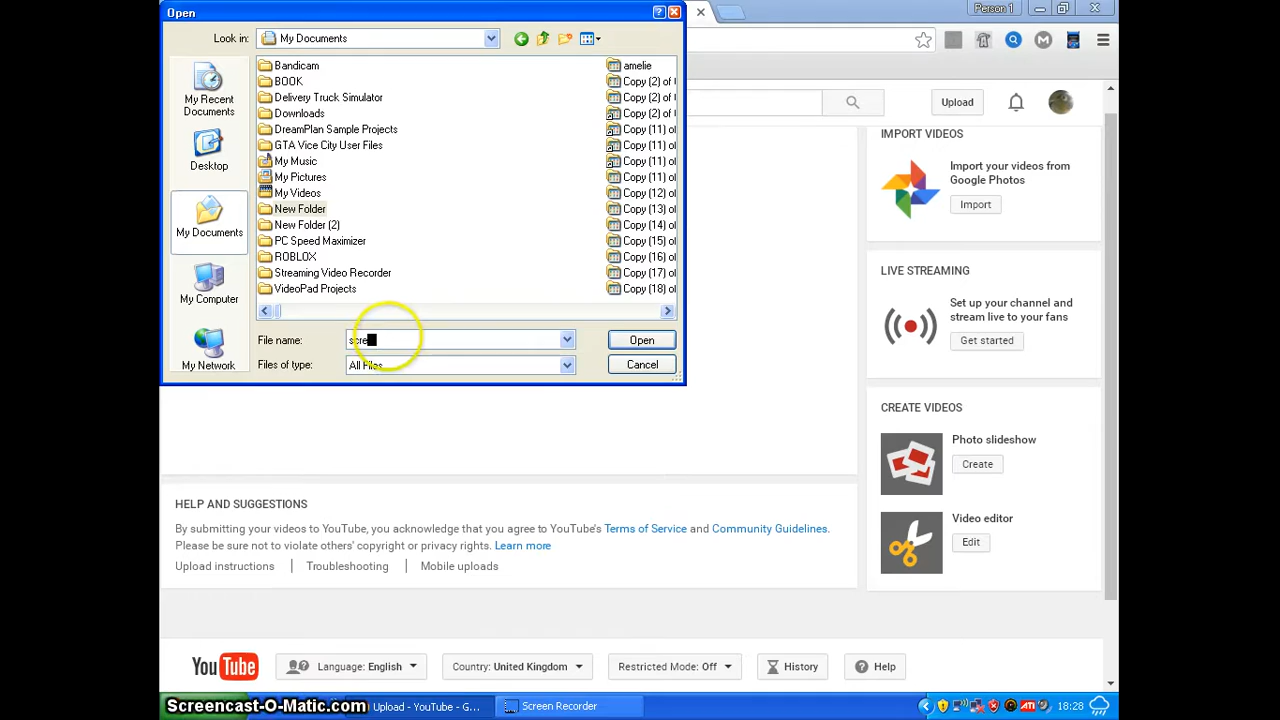 Open
Person 1
Look in: My Documents
My Recent Documents
Desktop
My Documents
My Computer
My Network
Bandicam
BOOK
Delivery Truck Simulator
Downloads
DreamPlan Sample Projects
GTA Vice City User Files
My Music
My Pictures
My Videos
New Folder
New Folder (2)
PC Speed Maximizer
ROBLOX
Streaming Video Recorder
VideoPad Projects
amelie
Copy (2) of
Copy (2) of
Copy (2) of
Copy (11) of
Copy (11) of
Copy (11) of
Copy (11) of
Copy (12) of
Copy (13) of
Copy (14) of
Copy (15) of
Copy (16) of
Copy (17) of
Copy (18) of
File name: scre
Open
Files of type: All Files
Cancel
Upload
IMPORT VIDEOS
Import your videos from
Google Photos
Import
LIVE STREAMING
Set up your channel and
stream live to your fans
Get started
CREATE VIDEOS
Photo slideshow
Create
Video editor
Edit
HELP AND SUGGESTIONS
By submitting your videos to YouTube, you acknowledge that you agree to YouTube's Terms of Service and Community Guidelines.
Please be sure not to violate others' copyright or privacy rights. Learn more
Upload instructions | Troubleshooting | Mobile uploads
YouTube
Language: English
Country: United Kingdom
Restricted Mode: Off
History
Help
Screencast-O-Matic.com
Upload - YouTube - G...
Screen Recorder
ATI
18:28